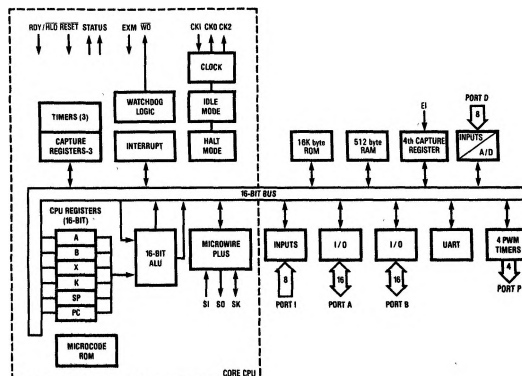 RDY/HLD RESET STATUS EXM WO CKI CKO CK2
CLOCK
IDLE MODE
HALT MODE
WATCHDOG LOGIC
INTERRUPT
TIMERS (3)
CAPTURE REGISTERS-3
16K byte ROM
512 byte RAM
EI
4th CAPTURE REGISTER
PORT D
8
INPUTS
A/D
16-BIT BUS
CPU REGISTERS (16-BIT)
A
B
X
K
SP
PC
16-BIT ALU
MICROWIRE PLUS
SI SO SK
INPUTS
I/O
I/O
UART
4 PWM TIMERS
8
16
16
4
PORT I
PORT A
PORT B
PORT P
MICROCODE ROM
CORE CPU